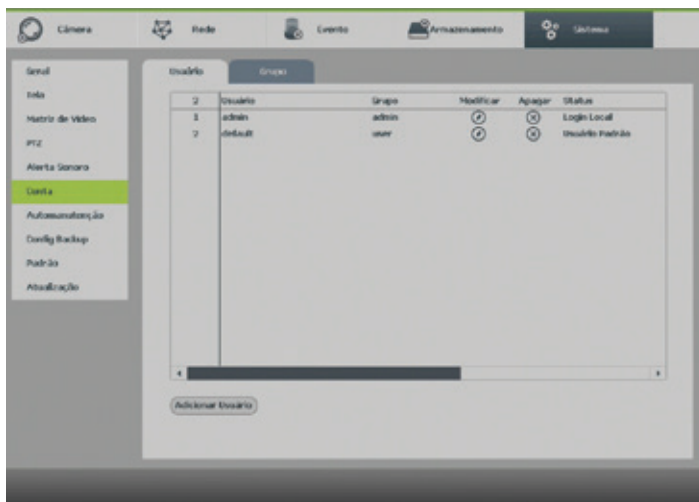 Câmera
Rede
Evento
Armazenamento
Sistema
Geral
Tela
Matriz de Vídeo
PTZ
Alerta Sonoro
Conta
Automanutenção
Config Backup
Padrão
Atualização
Usuário
Grupo
2 Usuário Grupo Modificar Apagar Status
1 admin admin Login Local
2 default user Usuário Padrão
Adicionar Usuário